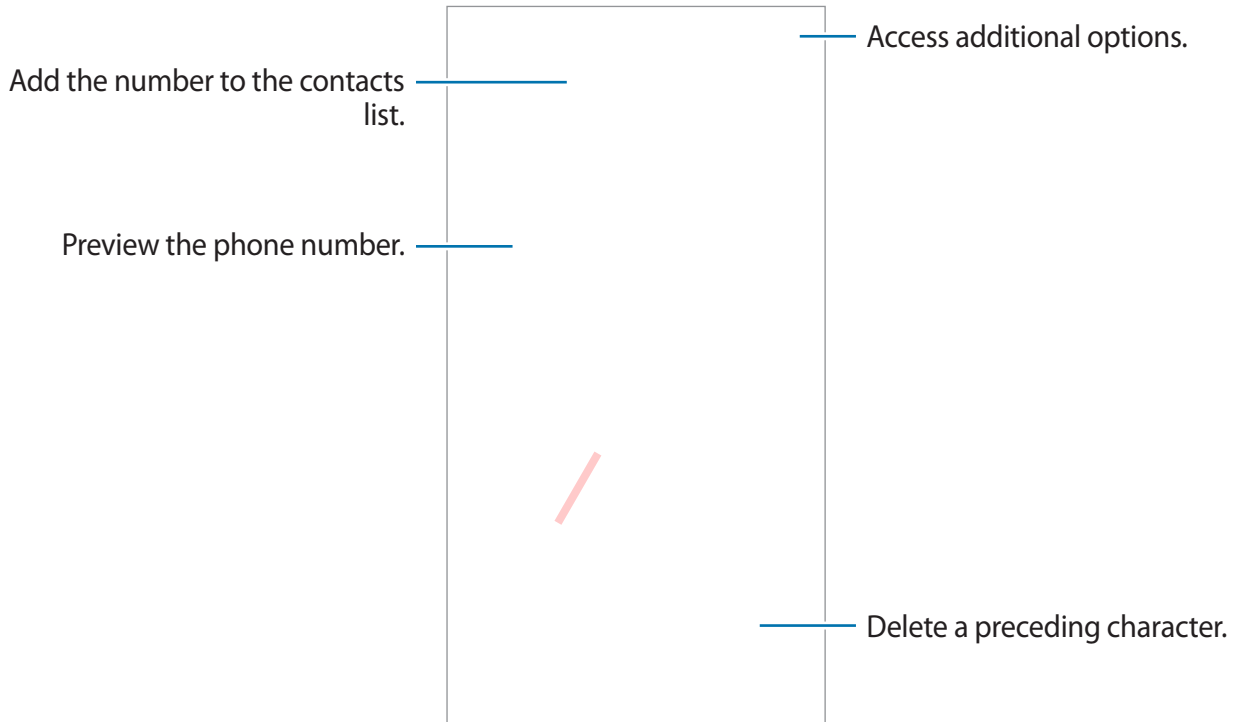 Access additional options.
Add the number to the contacts
list.
Preview the phone number.
Delete a preceding character.